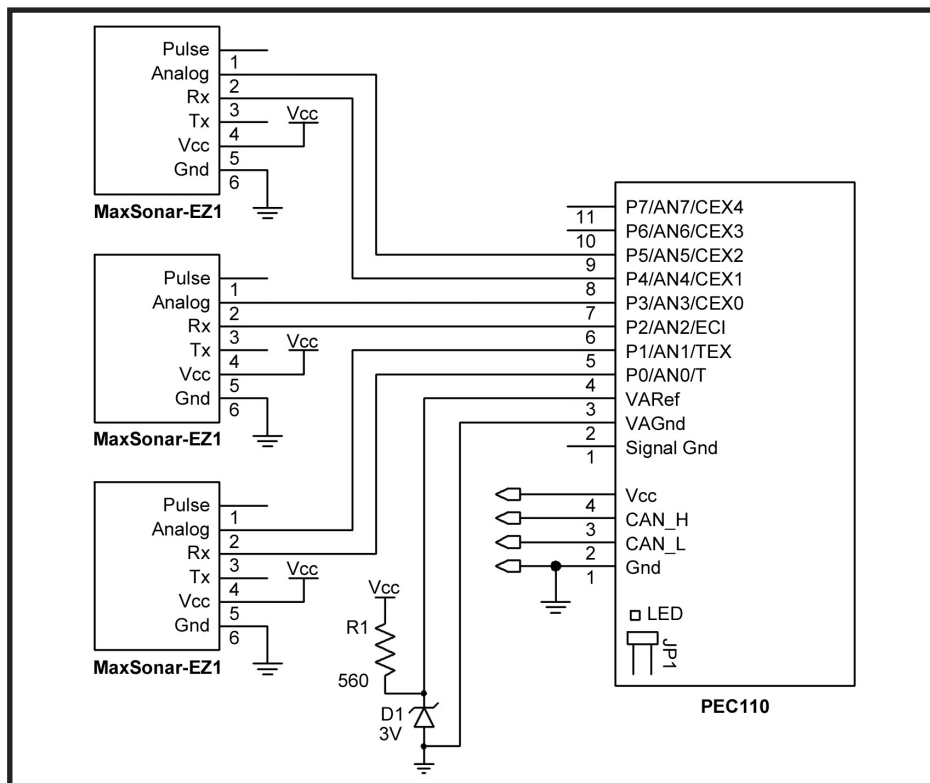 Pulse
1
Analog
2
Rx
3
Tx
4
Vcc
Vcc
5
Gnd
6
MaxSonar-EZ1
Pulse
1
Analog
2
Rx
3
Tx
4
Vcc
Vcc
5
Gnd
6
MaxSonar-EZ1
Pulse
1
Analog
2
Rx
3
Tx
4
Vcc
Vcc
5
Gnd
6
MaxSonar-EZ1
Vcc
R1
560
D1
3V
P7/AN7/CEX4
11
P6/AN6/CEX3
10
P5/AN5/CEX2
9
P4/AN4/CEX1
8
P3/AN3/CEX0
7
P2/AN2/ECI
6
P1/AN1/TEX
5
P0/AN0/T
4
VARef
3
VAGnd
2
Signal Gnd
1
Vcc
4
CAN_H
3
CAN_L
2
Gnd
1
LED
JP1
PEC110